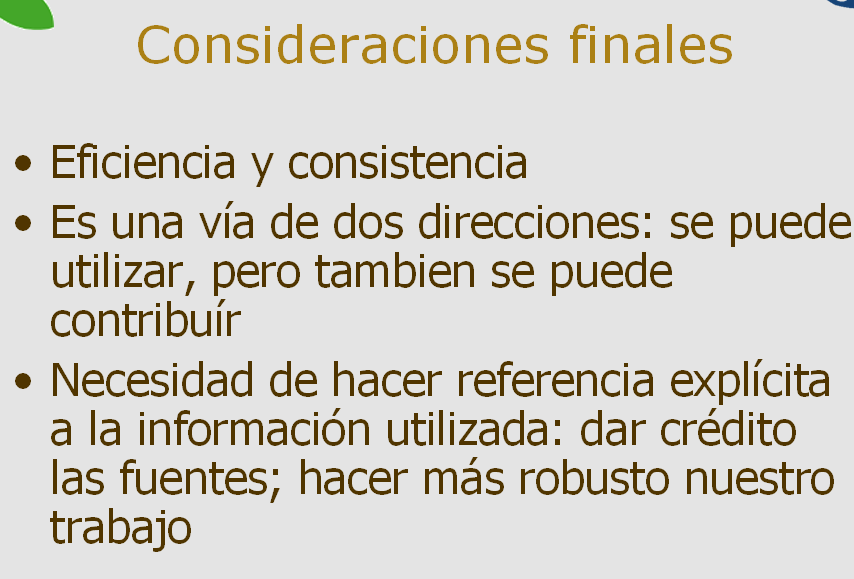 Consideraciones finales
• Eficiencia y consistencia
• Es una vía de dos direcciones: se puede
utilizar, pero tambien se puede
contribuír
• Necesidad de hacer referencia explícita
a la información utilizada: dar crédito
las fuentes; hacer más robusto nuestro
trabajo